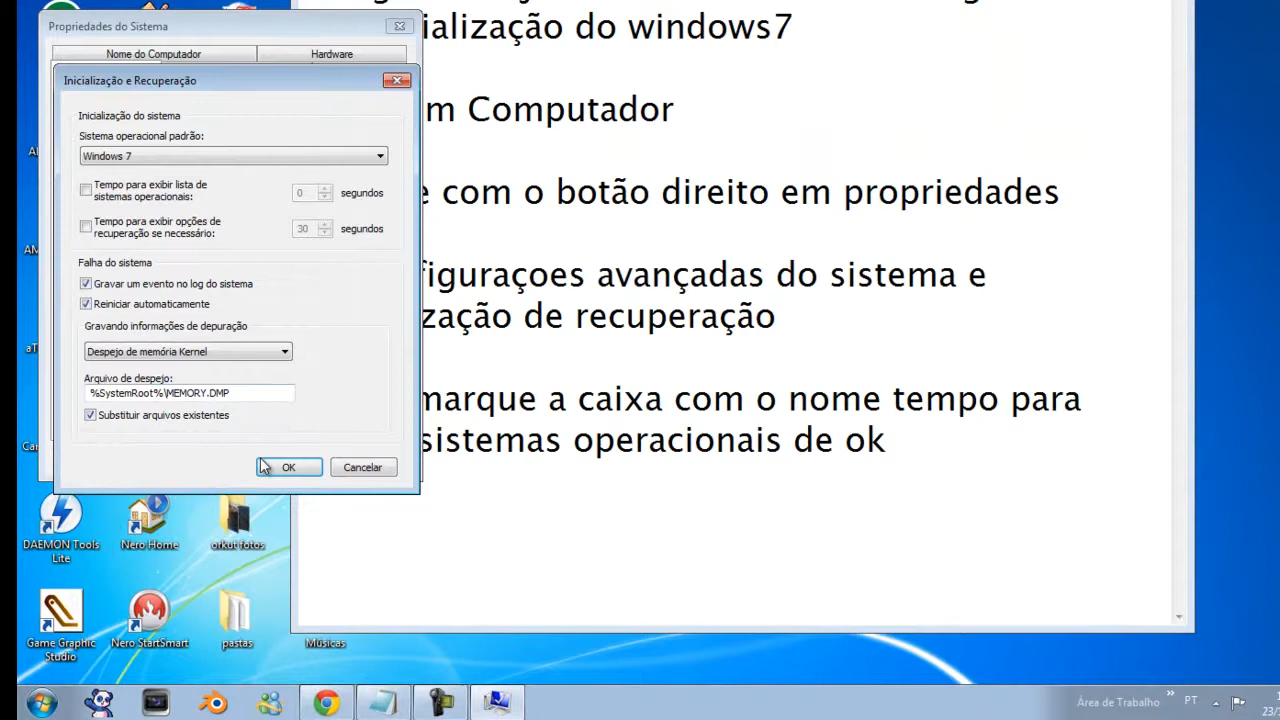 Propriedades do Sistema
Nome do Computador
Hardware
Inicialização e Recuperação
Inicialização do sistema
Sistema operacional padrão:
Windows 7
Tempo para exibir lista de
sistemas operacionais:
0
segundos
Tempo para exibir opções de
recuperação se necessário:
30
segundos
Falha do sistema
Gravar um evento no log do sistema
Reiniciar automaticamente
Gravando informações de depuração
Despejo de memória Kernel
Arquivo de despejo:
%SystemRoot%\MEMORY.DMP
Substituir arquivos existentes
OK
Cancelar
ialização do windows7
m Computador
e com o botão direito em propriedades
figuraçoes avançadas do sistema e
zação de recuperação
marque a caixa com o nome tempo para
sistemas operacionais de ok
DAEMON Tools
Lite
Nero Home
orkut fotos
Game Graphic
Studio
Nero StartSmart
pastas
Músicas
Área de Trabalho
PT